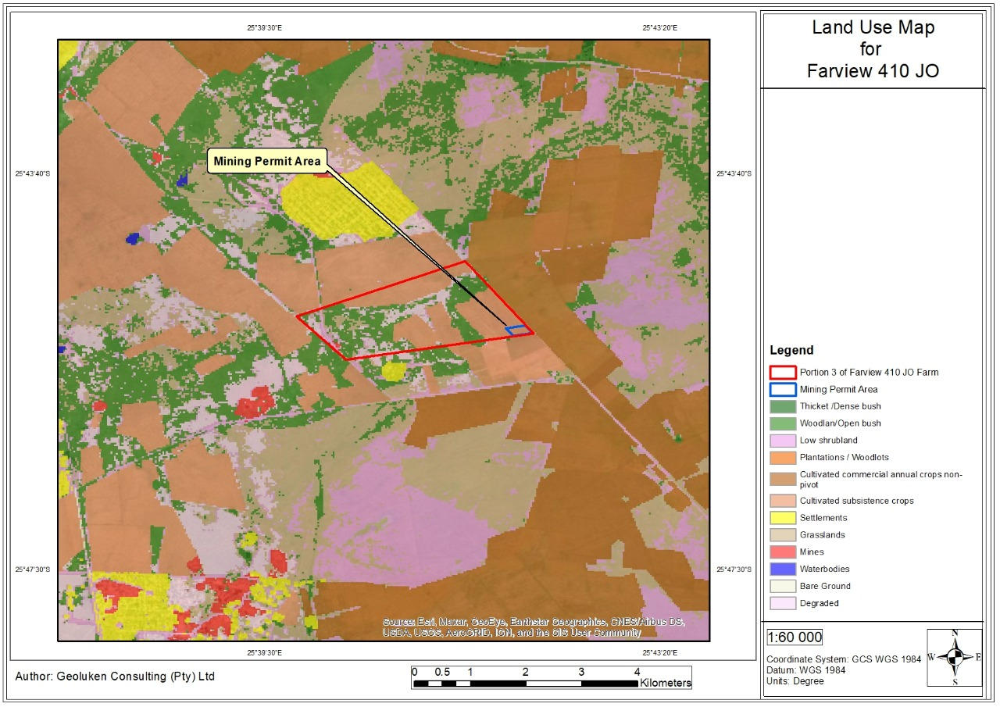 Land Use Map
for
Farview 410 JO
25°39'30"E
25°43'20"E
25°43'40"S
25°43'40"S
Mining Permit Area
Legend
Portion 3 of Farview 410 JO Farm
Mining Permit Area
Thicket /Dense bush
Woodlan/Open bush
Low shrubland
Plantations / Woodlots
Cultivated commercial annual crops non-
pivot
Cultivated subsistence crops
Settlements
Grasslands
Mines
Waterbodies
Bare Ground
Degraded
25°47'30"S
25°47'30"S
Source: Esri, Maxar, GeoEye, Earthstar Geographics, CNES/Airbus DS,
USDA, USGS, AeroGRID, IGN, and the GIS User Community
25°39'30"E
25°43'20"E
Author: Geoluken Consulting (Pty) Ltd
0 0.5 1 2 3 4
Kilometers
1:60 000
Coordinate System: GCS WGS 1984
Datum: WGS 1984
Units: Degree
N
W E
S